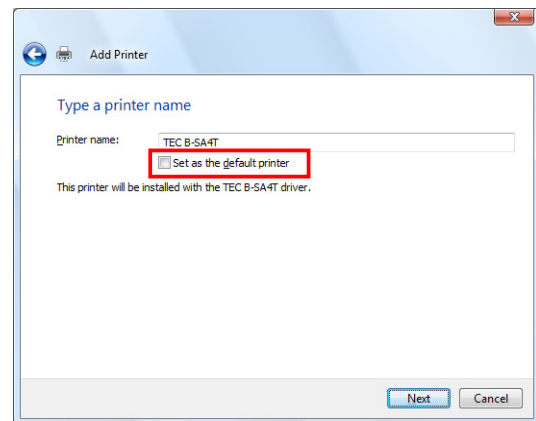 Add Printer
Type a printer name
Printer name: TEC B-SA4T
Set as the default printer
This printer will be installed with the TEC B-SA4T driver.
Next Cancel